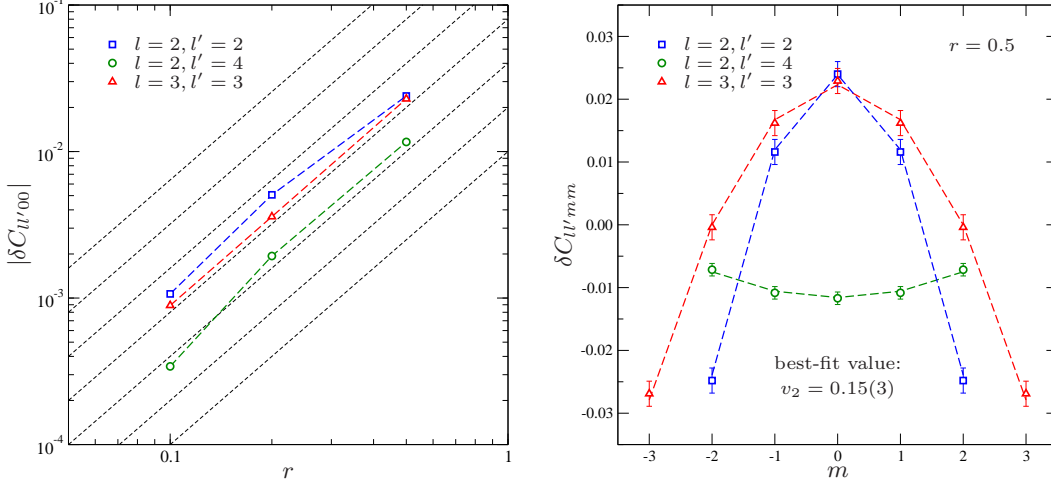 10⁻¹
10⁻²
10⁻³
10⁻⁴
|δC_{ll′00}|
l = 2, l′ = 2
l = 2, l′ = 4
l = 3, l′ = 3
0.1
1
r
0.03
0.02
0.01
0.00
-0.01
-0.02
-0.03
δC_{ll′mm}
l = 2, l′ = 2
l = 2, l′ = 4
l = 3, l′ = 3
r = 0.5
best-fit value:
v₂ = 0.15(3)
-3 -2 -1 0 1 2 3
m